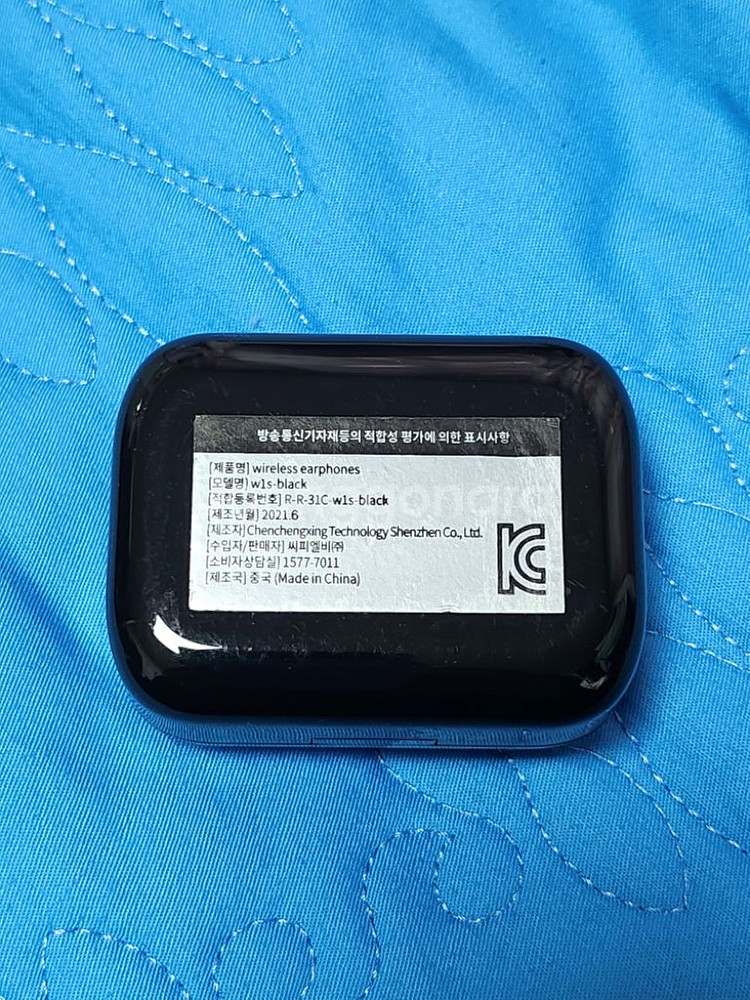 방송통신기자재등의 적합성 평가에 의한 표시사항
[제품명] wireless earphones
[모델명] w1s-black
[적합등록번호] R-R-31C-w1s-black
[제조년월] 2021.6
[제조자] Chenchengxing Technology Shenzhen Co., Ltd.
[수입자/판매자] 씨피엘비㈜
[소비자상담실] 1577-7011
[제조국] 중국 (Made in China)
KC